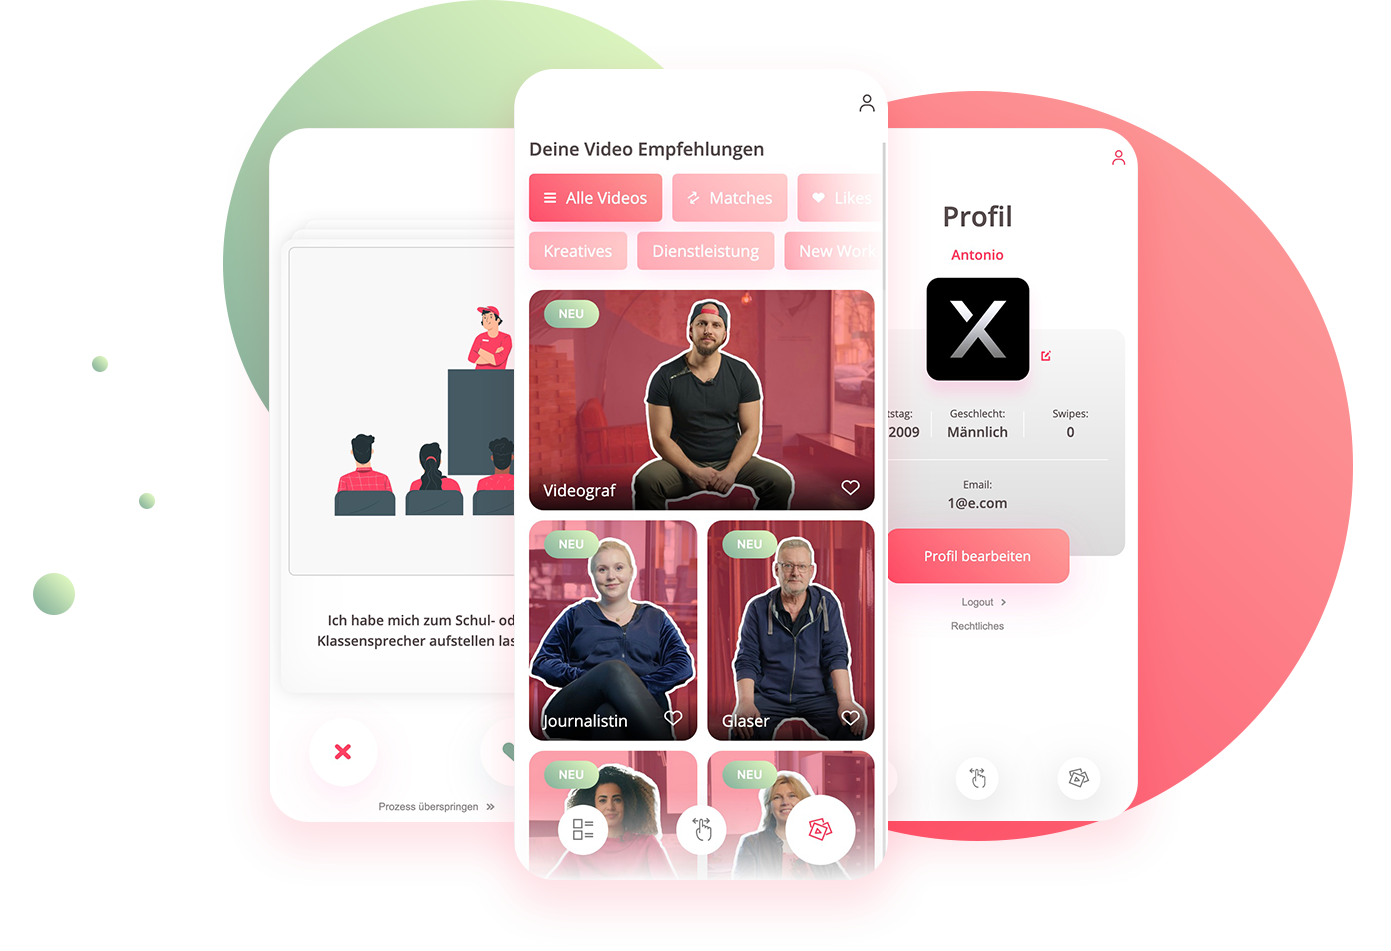 Deine Video Empfehlungen
Alle Videos
Matches
Likes
Kreatives
Dienstleistung
New Work
NEU
Videograf
NEU
Journalistin
NEU
Glaser
NEU
NEU
Ich habe mich zum Schul- od
Klassensprecher aufstellen las
Prozess überspringen »
Profil
Antonio
X
tstag:
2009
Geschlecht:
Männlich
Swipes:
0
Email:
1@e.com
Profil bearbeiten
Logout >
Rechtliches